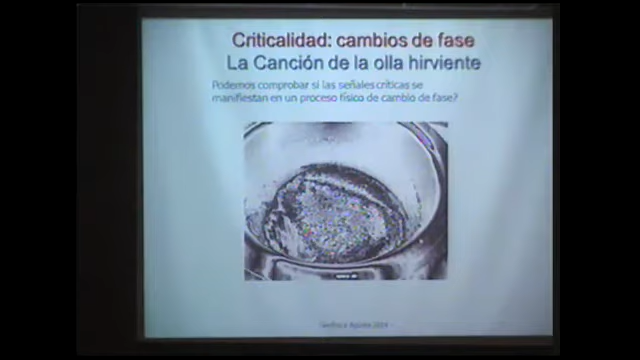 Criticalidad: cambios de fase
La Canción de la olla hirviente
Podemos comprobar si las señales críticas se
manifiestan en un proceso físico de cambio de fase?